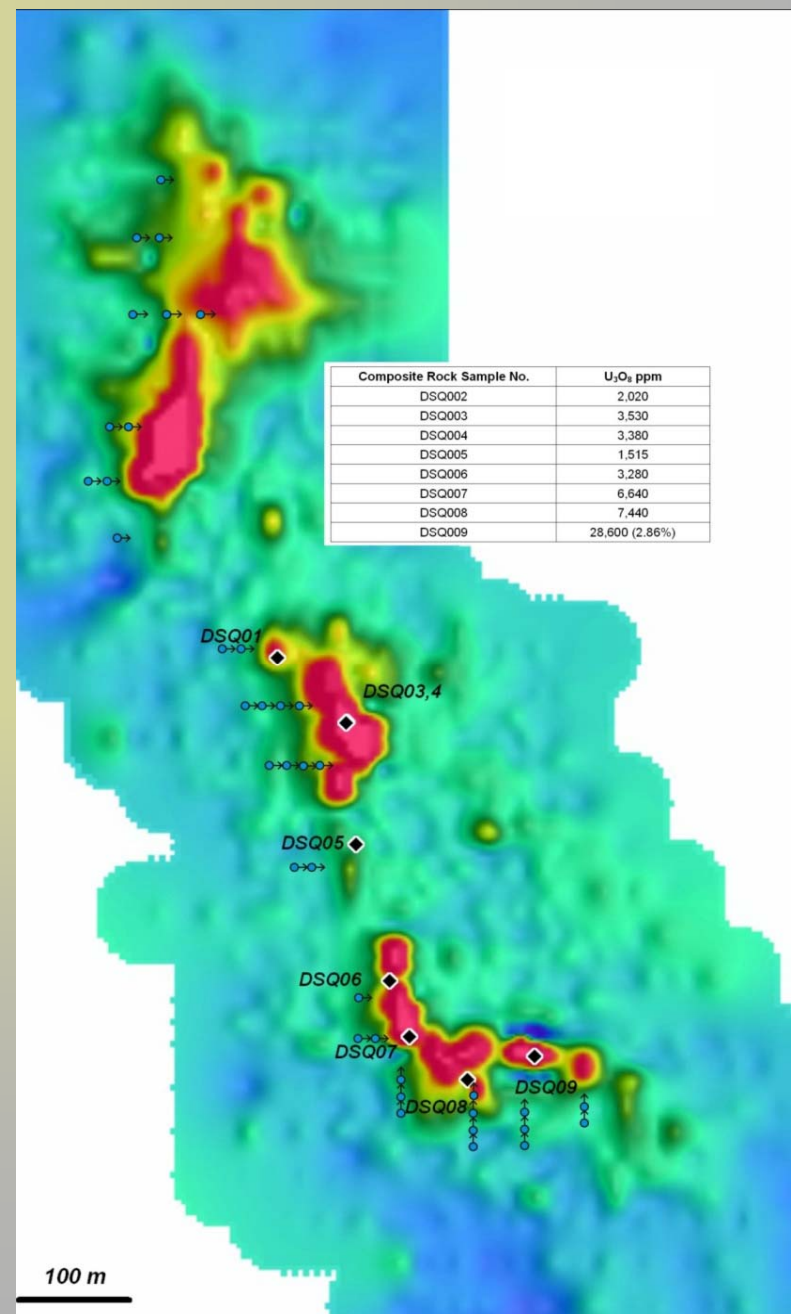 Composite Rock Sample No. U₃O₈ ppm
DSQ002 2,020
DSQ003 3,530
DSQ004 3,380
DSQ005 1,515
DSQ006 3,280
DSQ007 6,640
DSQ008 7,440
DSQ009 28,600 (2.86%)
DSQ01
DSQ03,4
DSQ05
DSQ06
DSQ07
DSQ09
DSQ08
100 m